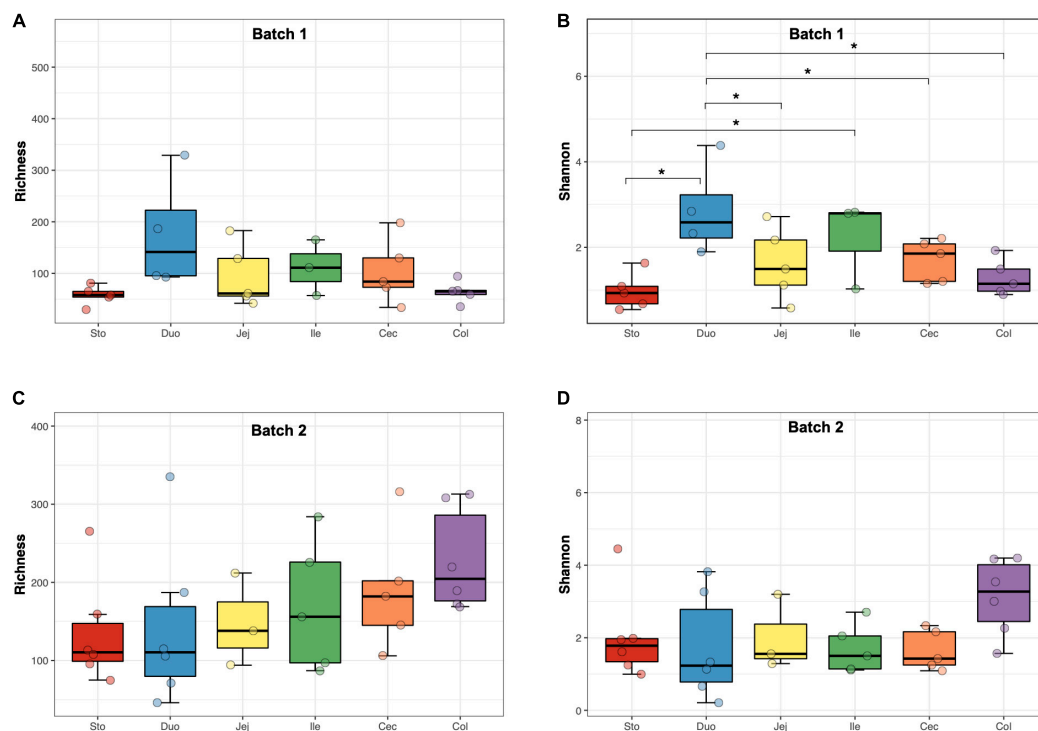 A
Batch 1
Richness
500
400
300
200
100
Sto Duo Jej Ile Cec Col
B
Batch 1
Shannon
6
4
2
* * * * *
Sto Duo Jej Ile Cec Col
C
Batch 2
Richness
400
300
200
100
Sto Duo Jej Ile Cec Col
D
Batch 2
Shannon
8
6
4
2
0
Sto Duo Jej Ile Cec Col